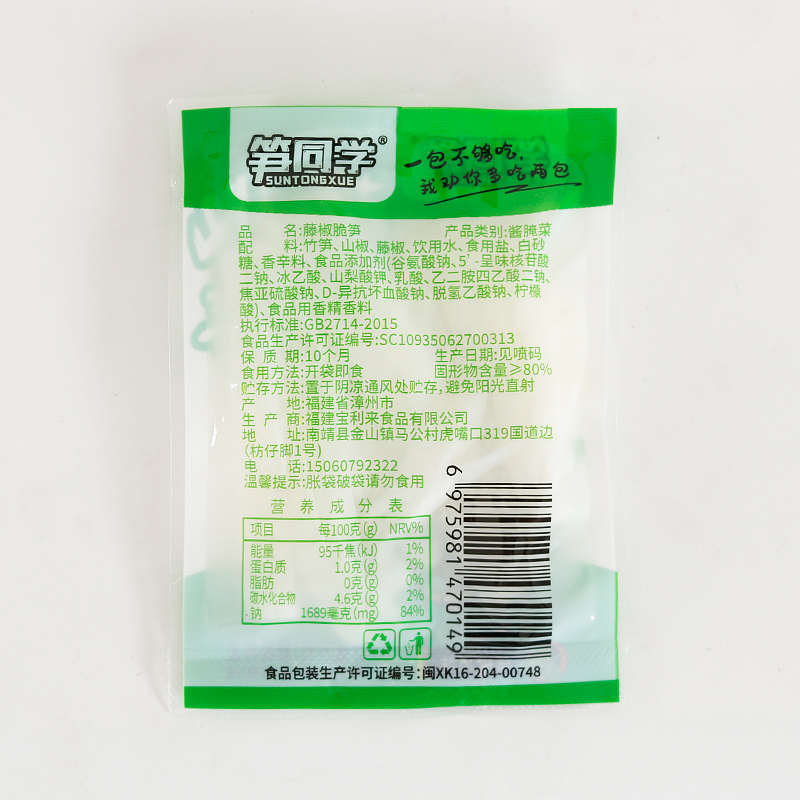 笋同学®
SUNTONGXUE
一包不够吃,
我劝你多吃两包
品 名:藤椒脆笋 产品类别:酱腌菜
配 料:竹笋、山椒、藤椒、饮用水、食用盐、白砂
糖、香辛料、食品添加剂(谷氨酸钠、5'-呈味核苷酸
二钠、冰乙酸、山梨酸钾、乳酸、乙二胺四乙酸二钠、
焦亚硫酸钠、D-异抗坏血酸钠、脱氢乙酸钠、柠檬
酸)、食品用香精香料
执行标准:GB2714-2015
食品生产许可证编号:SC10935062700313
保 质 期:10个月 生产日期:见喷码
食用方法:开袋即食 固形物含量≥80%
贮存方法:置于阴凉通风处贮存,避免阳光直射
产 地:福建省漳州市
生 产 商:福建宝利来食品有限公司
地 址:南靖县金山镇马公村虎嘴口319国道边
(枋仔脚1号)
电 话:15060792322
温馨提示:胀袋破袋请勿食用
营 养 成 分 表
项目 每100克(g) NRV%
能量 95千焦(kJ) 1%
蛋白质 1.0克(g) 2%
脂肪 0克(g) 0%
碳水化合物 4.6克(g) 2%
-钠 1689毫克(mg) 84%
6 975981 470149
食品包装生产许可证编号:闽XK16-204-00748